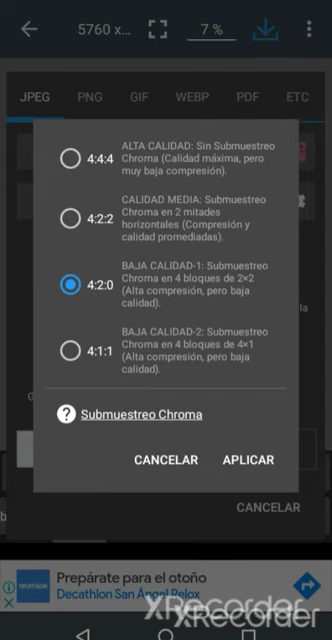 5760 x...
7 %
JPEG PNG GIF WEBP PDF ETC
ALTA CALIDAD: Sin Submuestreo
4:4:4 Chroma (Calidad máxima, pero
muy baja compresión).
CALIDAD MEDIA: Submuestreo
4:2:2 Chroma en 2 mitades
horizontales (Compresión y
calidad promediadas).
BAJA CALIDAD-1: Submuestreo
4:2:0 Chroma en 4 bloques de 2×2
(Alta compresión, pero baja
calidad).
la
BAJA CALIDAD-2: Submuestreo
4:1:1 Chroma en 4 bloques de 4×1
(Alta compresión, pero baja
calidad).
G
? Submuestreo Chroma
CANCELAR APLICAR
CANCELAR
b
DECATHLON
Prepárate para el otoño
Decathlon San Ángel Relox
XRecorder
XRecorder